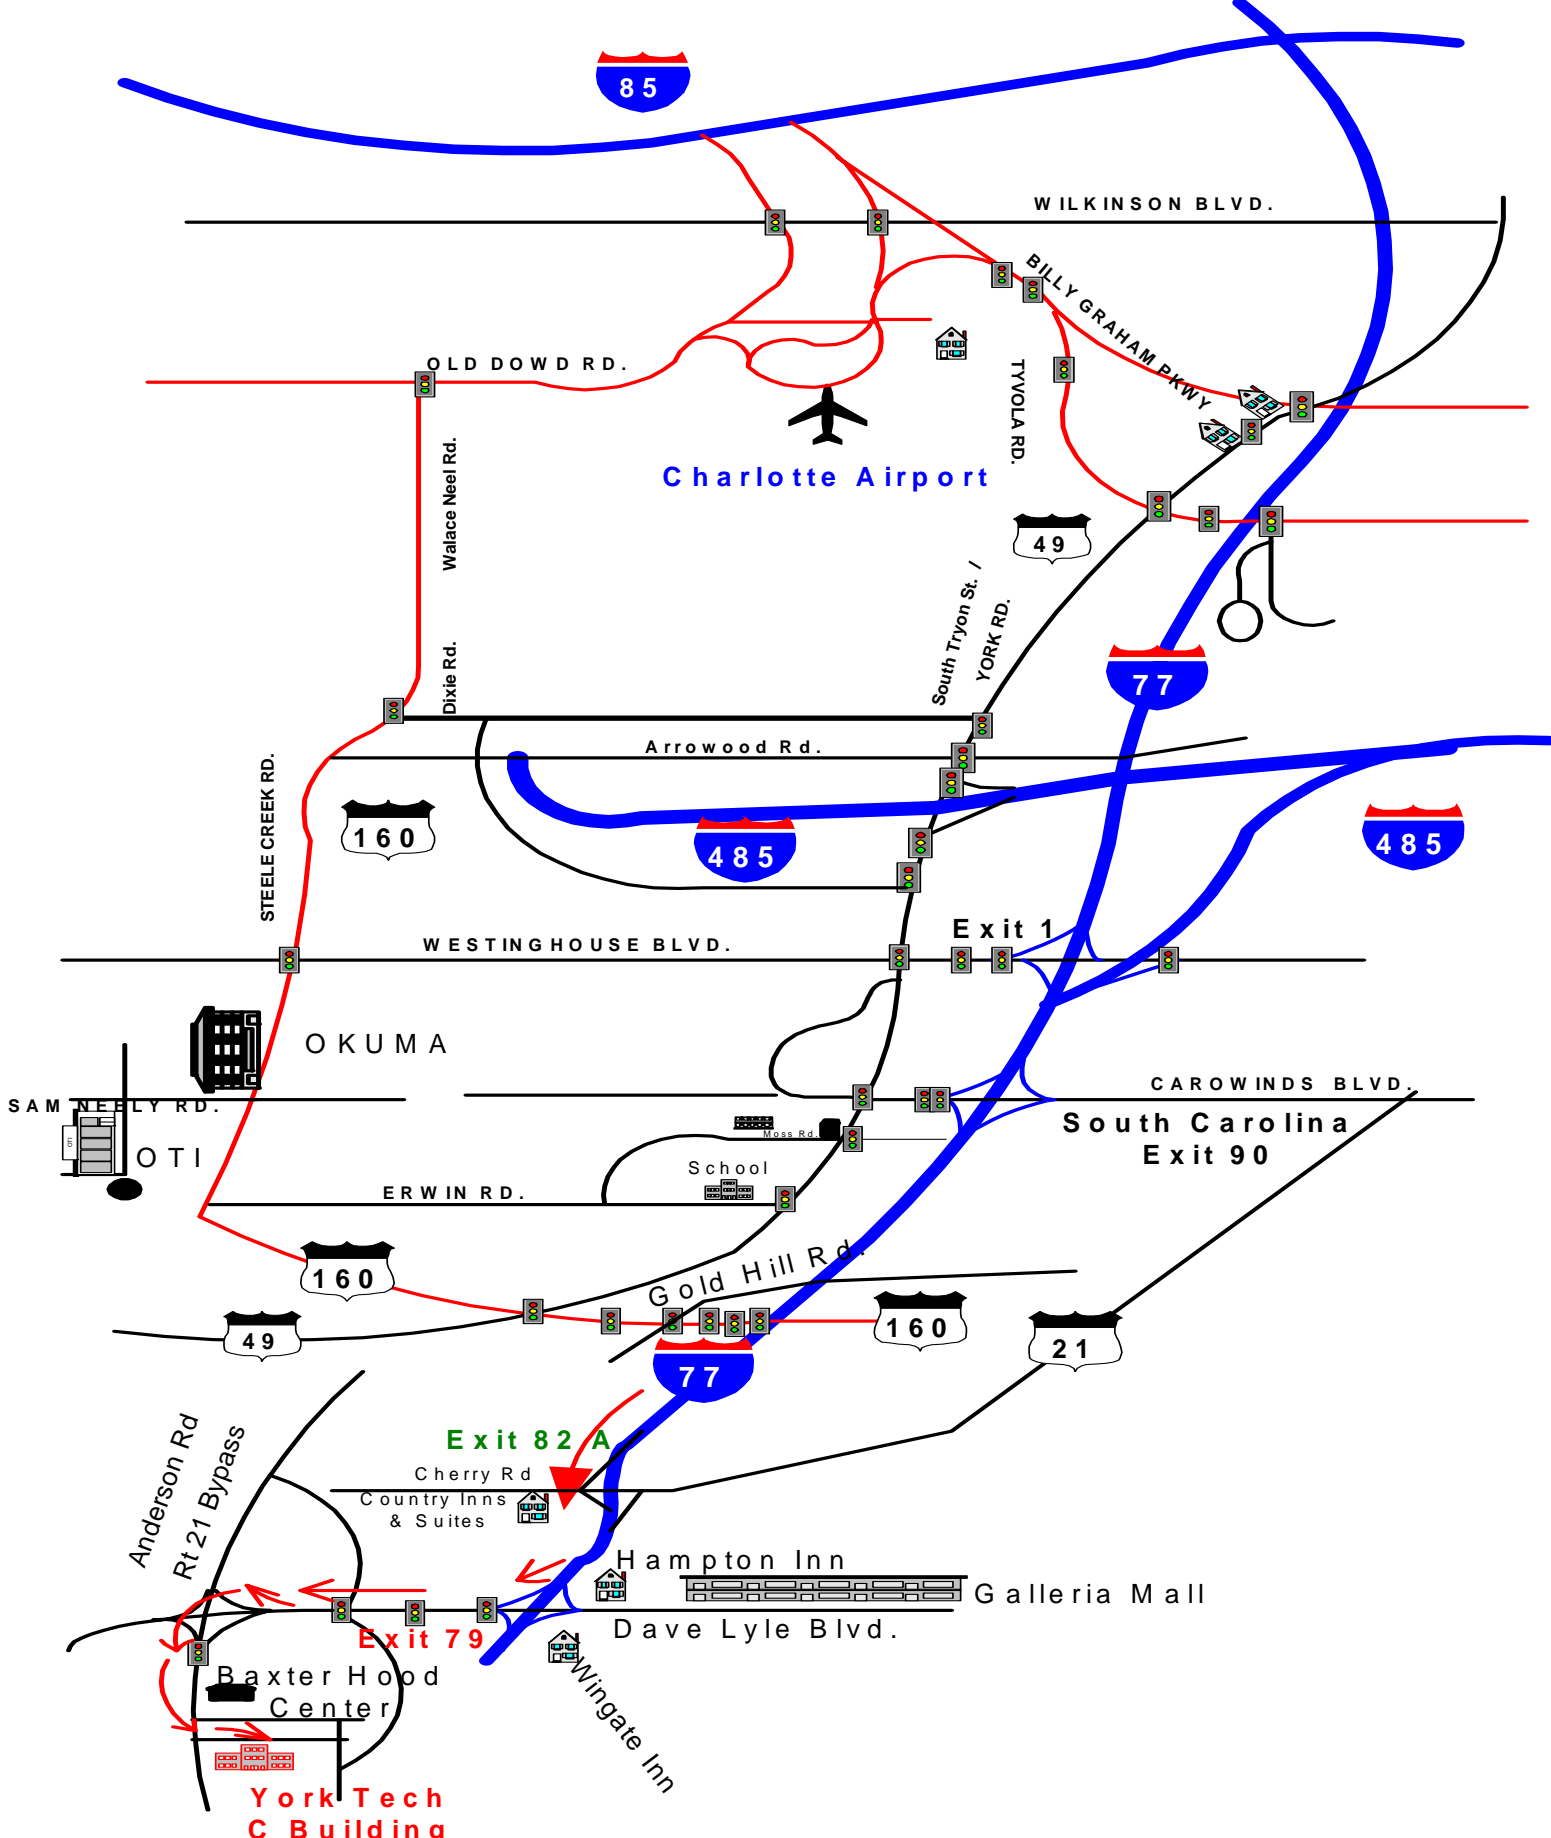 85
WILKINSON BLVD.
BILLY GRAHAM PKWY
OLD DOWD RD.
TYVOLA RD.
Walace Neel Rd.
Charlotte Airport
49
South Tryon St. /
YORK RD.
Dixie Rd.
77
Arrowood Rd.
STEELE CREEK RD.
160
485
485
Exit 1
WESTINGHOUSE BLVD.
OKUMA
CAROWINDS BLVD.
SAM NEELY RD.
South Carolina
Exit 90
Moss Rd.
OTI
OTI
School
ERWIN RD.
Gold Hill Rd.
160
160
49
21
77
Anderson Rd
Rt 21 Bypass
Exit 82 A
Cherry Rd
Country Inns
& Suites
Hampton Inn
Galleria Mall
Dave Lyle Blvd.
Exit 79
Wingate Inn
Baxter Hood
Center
York Tech
C Building